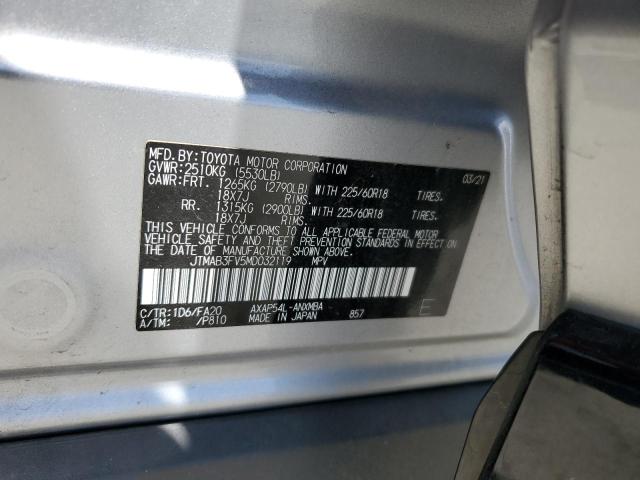 MFD.BY:TOYOTA MOTOR CORPORATION 03/21
GVWR:2510KG (5530LB)
GAWR:FRT. 1265KG (2790LB) WITH 225/60R18 TIRES.
18X7J RIMS.
RR. 1315KG (2900LB) WITH 225/60R18 TIRES.
18X7J RIMS.
THIS VEHICLE CONFORMS TO ALL APPLICABLE FEDERAL MOTOR
VEHICLE SAFETY AND THEFT PREVENTION STANDARDS IN EFFECT ON
THE DATE OF MANUFACTURE SHOWN ABOVE.
JTMAB3FV5MD032119 MPV
C/TR:1D6/FA20 AXAP54L-ANXMBA
A/TM: /P810 MADE IN JAPAN 857 E